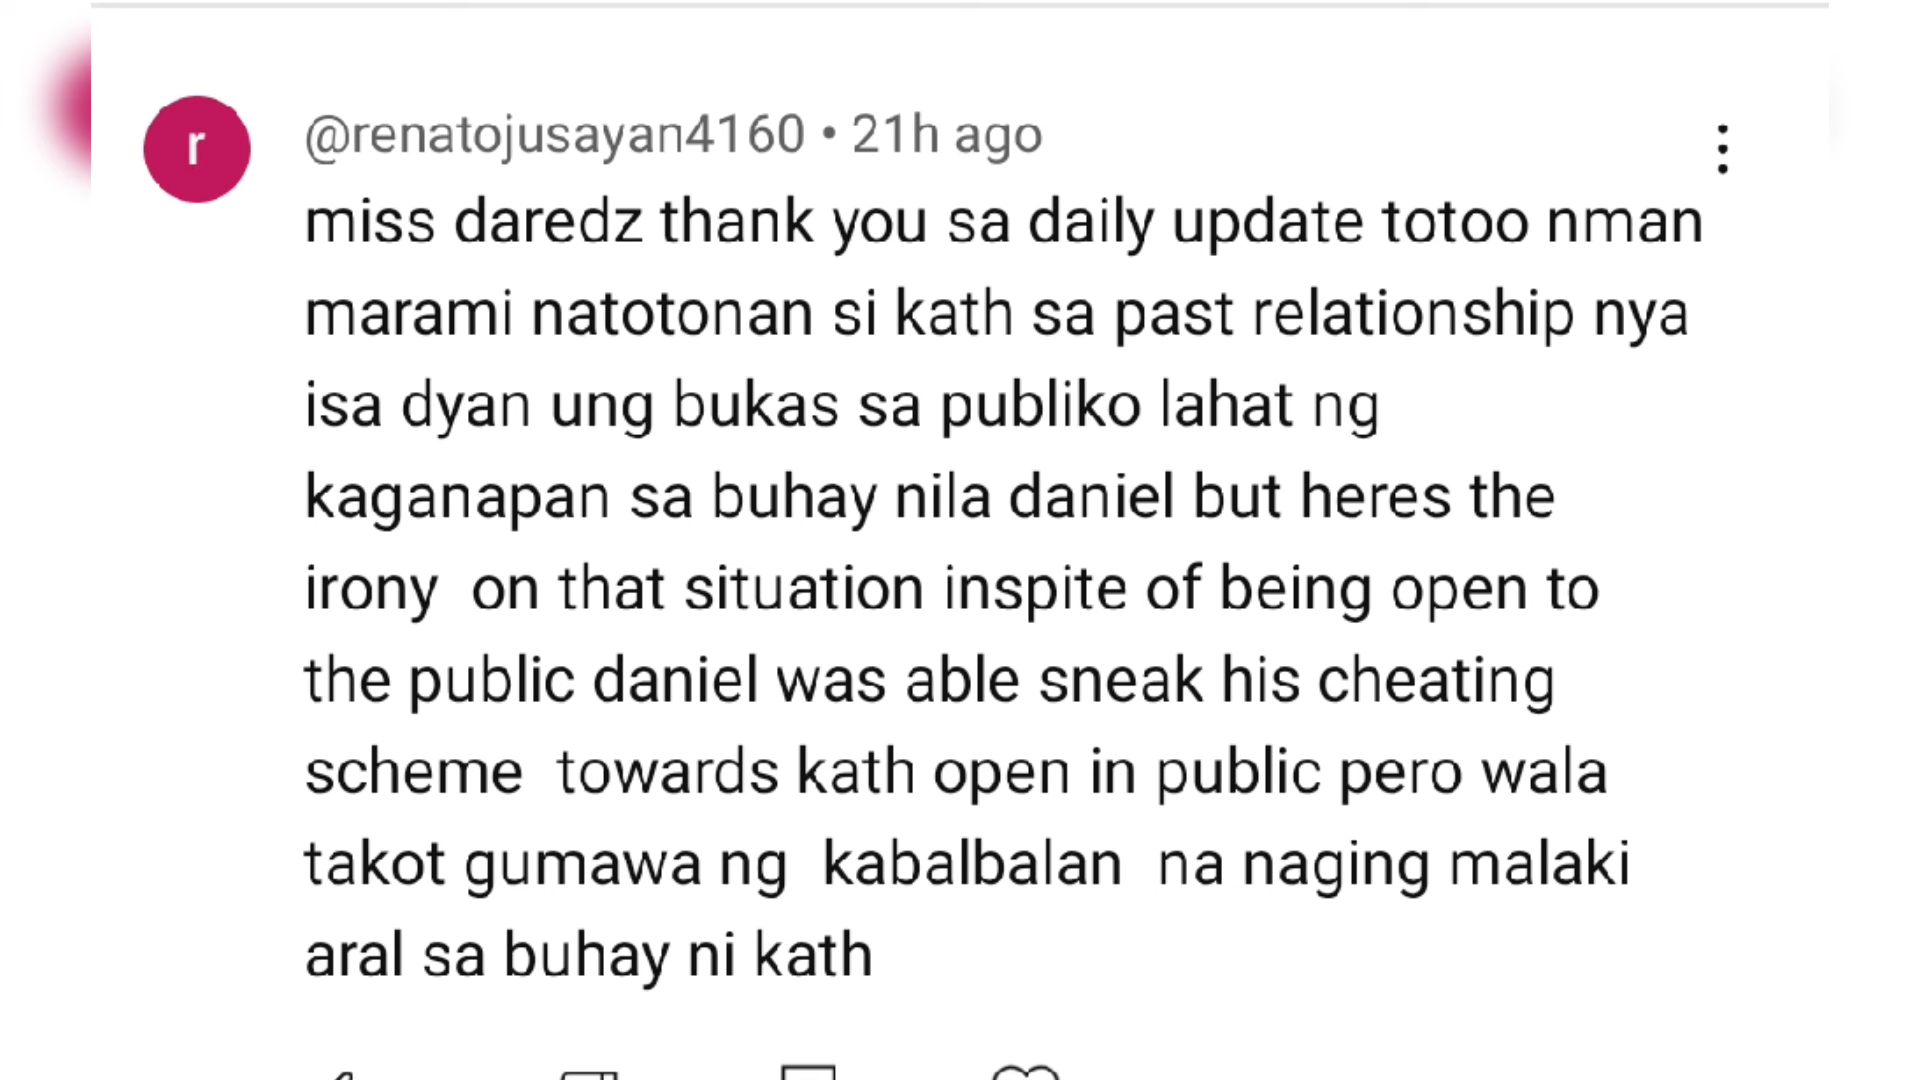 r
@renatojusayan4160 • 21h ago
miss daredz thank you sa daily update totoo nman
marami natotonan si kath sa past relationship nya
isa dyan ung bukas sa publiko lahat ng
kaganapan sa buhay nila daniel but heres the
irony  on that situation inspite of being open to
the public daniel was able sneak his cheating
scheme  towards kath open in public pero wala
takot gumawa ng  kabalbalan  na naging malaki
aral sa buhay ni kath